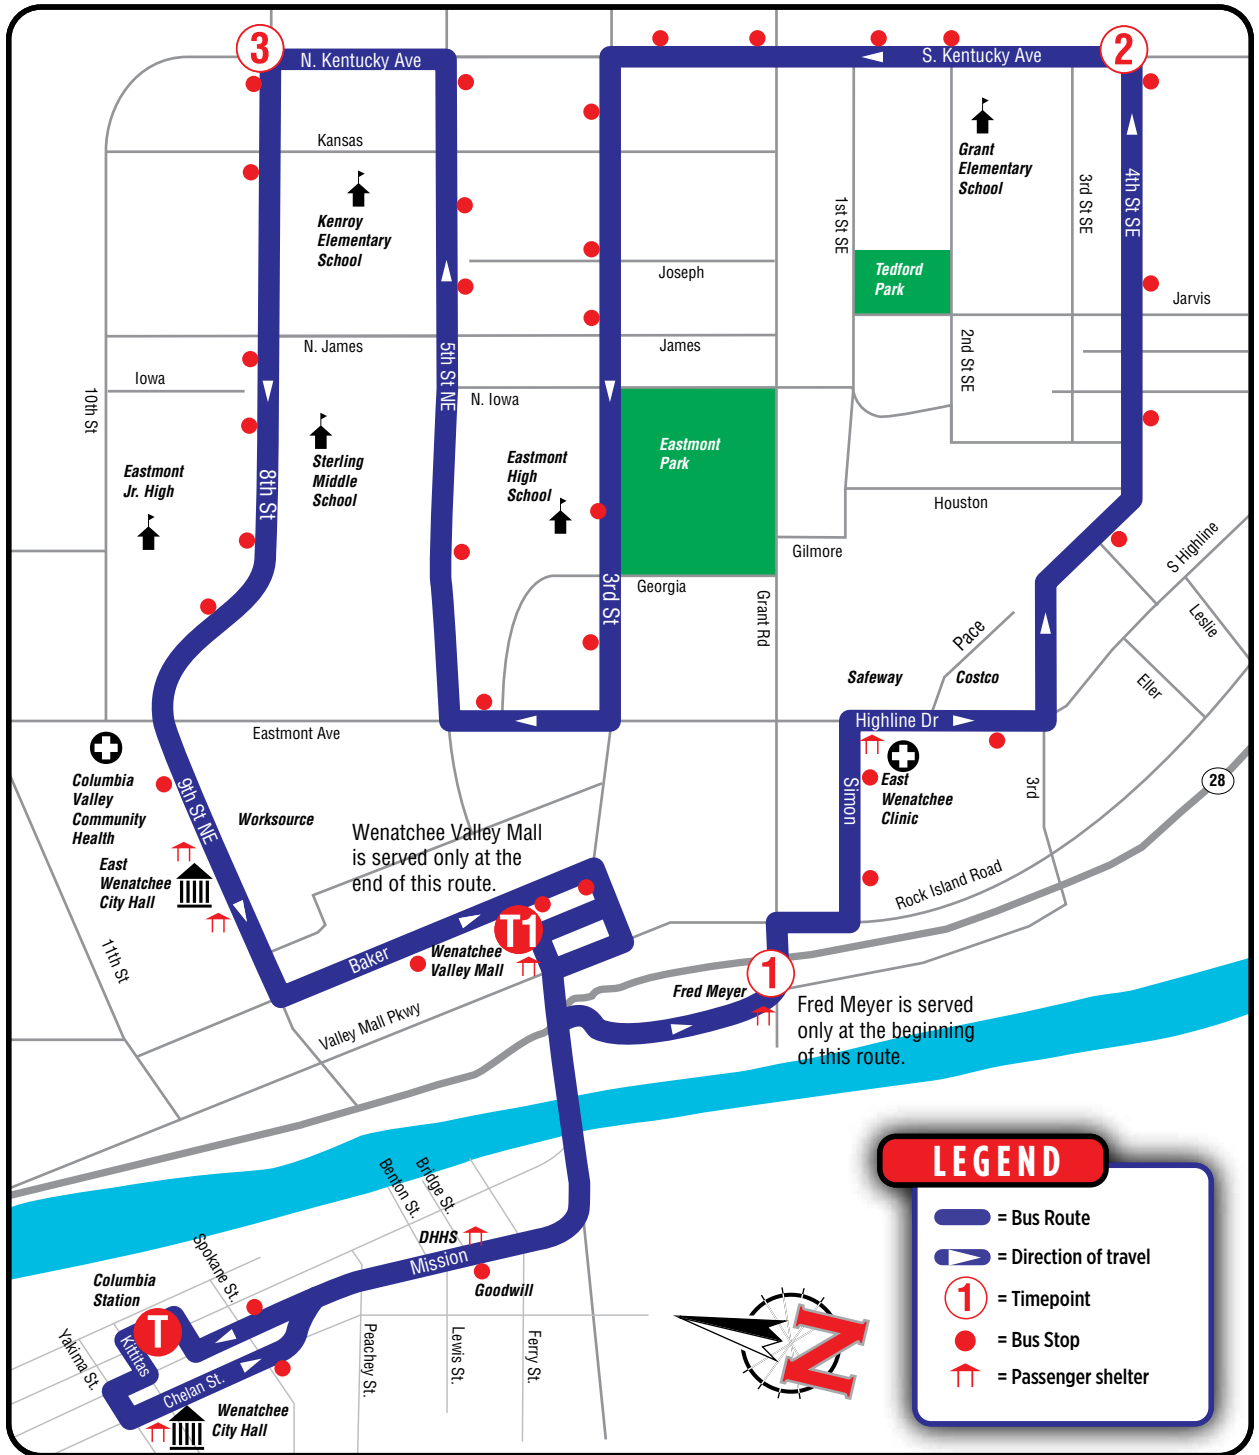 3
N. Kentucky Ave
S. Kentucky Ave
2
Kansas
Kenroy
Elementary
School
Grant
Elementary
School
3rd St SE
4th St SE
1st St SE
Joseph
Tedford
Park
Jarvis
N. James
James
2nd St SE
Iowa
10th St
5th St NE
N. Iowa
Eastmont
Park
Sterling
Middle
School
Eastmont
High
School
Eastmont
Jr. High
8th St
Houston
Gilmore
S Highline
Georgia
3rd St
Grant Rd
Leslie
Pace
Eller
Safeway
Costco
Highline Dr
Eastmont Ave
Columbia
Valley
Community
Health
9th St NE
Worksource
Simon
East
Wenatchee
Clinic
3rd
28
Wenatchee Valley Mall
is served only at the
end of this route.
East
Wenatchee
City Hall
Rock Island Road
11th St
Baker
T1
Wenatchee
Valley Mall
Fred Meyer
1
Fred Meyer is served
only at the beginning
of this route.
Valley Mall Pkwy
Benton St.
Bridge St.
DHHS
Mission
Goodwill
Spokane St.
Columbia
Station
T
Kittitas
Yakima St.
Chelan St.
Wenatchee
City Hall
Peachey St.
Lewis St.
Ferry St.
N
LEGEND
= Bus Route
= Direction of travel
1 = Timepoint
= Bus Stop
= Passenger shelter